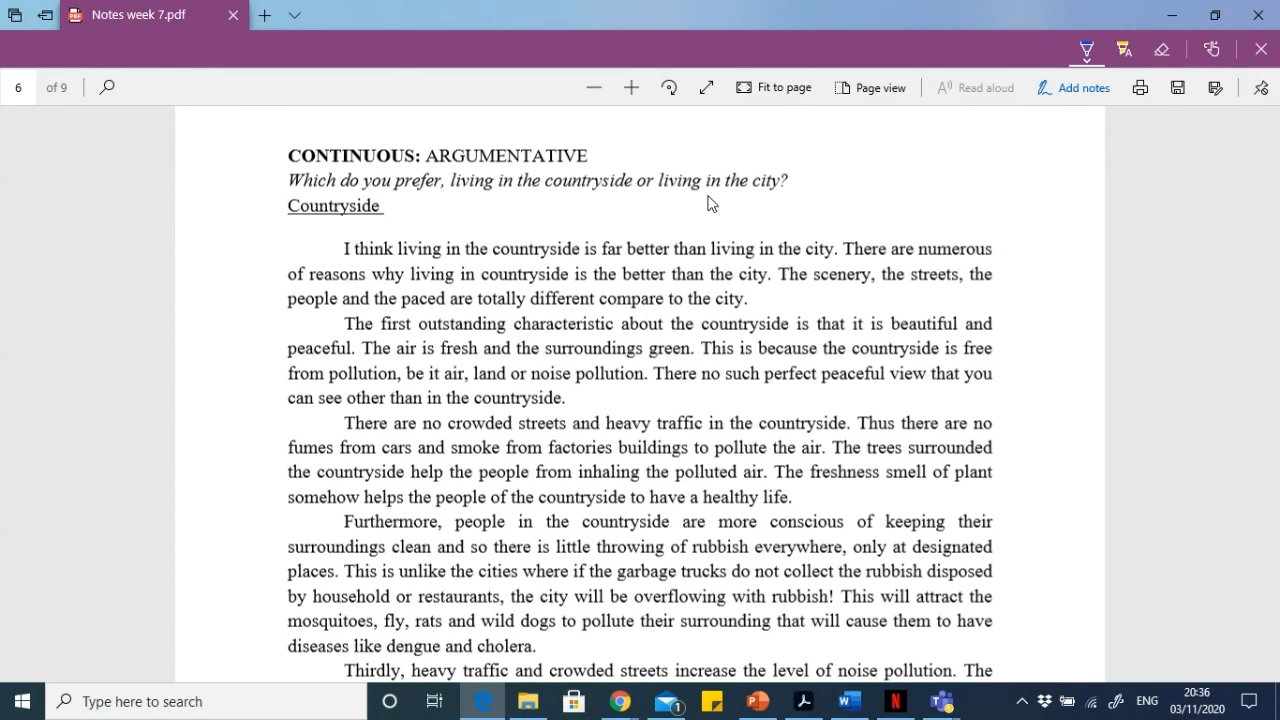 Notes week 7.pdf
6 of 9
Fit to page
Page view
Read aloud
Add notes
CONTINUOUS: ARGUMENTATIVE
Which do you prefer, living in the countryside or living in the city?
Countryside
I think living in the countryside is far better than living in the city. There are numerous
of reasons why living in countryside is the better than the city. The scenery, the streets, the
people and the paced are totally different compare to the city.
The first outstanding characteristic about the countryside is that it is beautiful and
peaceful. The air is fresh and the surroundings green. This is because the countryside is free
from pollution, be it air, land or noise pollution. There no such perfect peaceful view that you
can see other than in the countryside.
There are no crowded streets and heavy traffic in the countryside. Thus there are no
fumes from cars and smoke from factories buildings to pollute the air. The trees surrounded
the countryside help the people from inhaling the polluted air. The freshness smell of plant
somehow helps the people of the countryside to have a healthy life.
Furthermore, people in the countryside are more conscious of keeping their
surroundings clean and so there is little throwing of rubbish everywhere, only at designated
places. This is unlike the cities where if the garbage trucks do not collect the rubbish disposed
by household or restaurants, the city will be overflowing with rubbish! This will attract the
mosquitoes, fly, rats and wild dogs to pollute their surrounding that will cause them to have
diseases like dengue and cholera.
Thirdly, heavy traffic and crowded streets increase the level of noise pollution. The
Type here to search
1
ENG
20:36
03/11/2020